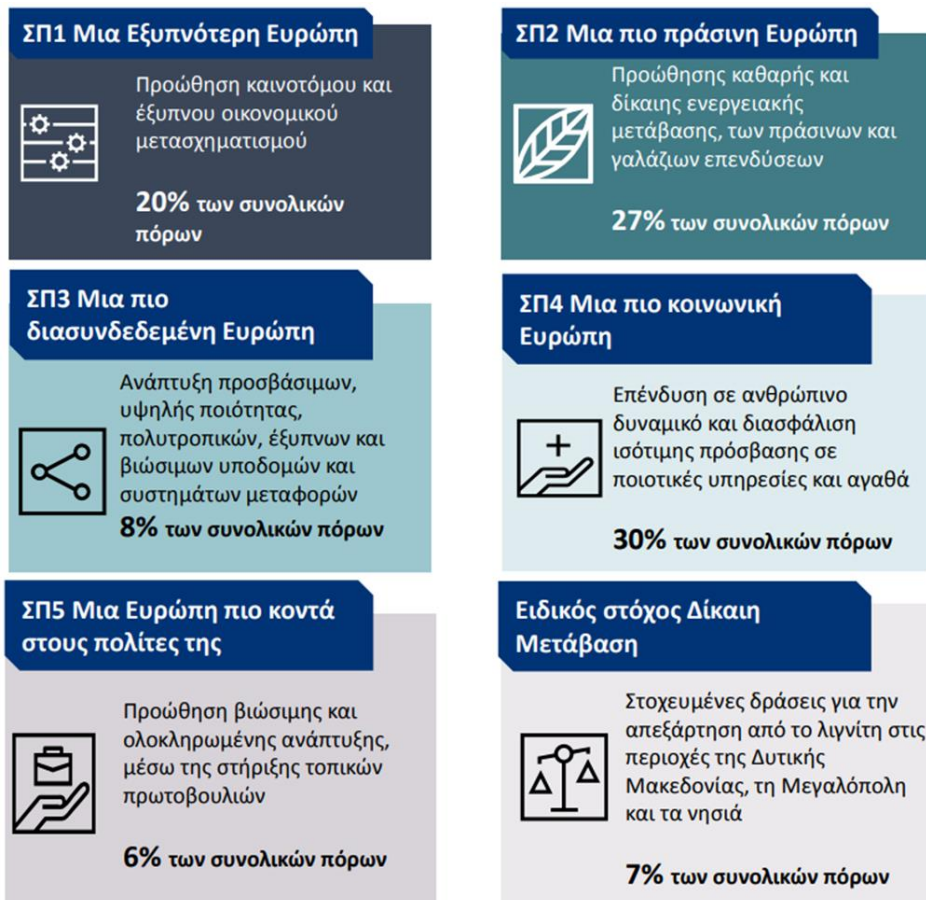 ΣΠ1 Μια Εξυπνότερη Ευρώπη
Προώθηση καινοτόμου και
έξυπνου οικονομικού
μετασχηματισμού
20% των συνολικών
πόρων
ΣΠ2 Μια πιο πράσινη Ευρώπη
Προώθησης καθαρής και
δίκαιης ενεργειακής
μετάβασης, των πράσινων και
γαλάζιων επενδύσεων
27% των συνολικών πόρων
ΣΠ3 Μια πιο
διασυνδεδεμένη Ευρώπη
Ανάπτυξη προσβάσιμων,
υψηλής ποιότητας,
πολυτροπικών, έξυπνων και
βιώσιμων υποδομών και
συστημάτων μεταφορών
8% των συνολικών πόρων
ΣΠ4 Μια πιο κοινωνική
Ευρώπη
Επένδυση σε ανθρώπινο
δυναμικό και διασφάλιση
ισότιμης πρόσβασης σε
ποιοτικές υπηρεσίες και αγαθά
30% των συνολικών πόρων
ΣΠ5 Μια Ευρώπη πιο κοντά
στους πολίτες της
Προώθηση βιώσιμης και
ολοκληρωμένης ανάπτυξης,
μέσω της στήριξης τοπικών
πρωτοβουλιών
6% των συνολικών πόρων
Ειδικός στόχος Δίκαιη
Μετάβαση
Στοχευμένες δράσεις για την
απεξάρτηση από το λιγνίτη στις
περιοχές της Δυτικής
Μακεδονίας, τη Μεγαλόπολη
και τα νησιά
7% των συνολικών πόρων